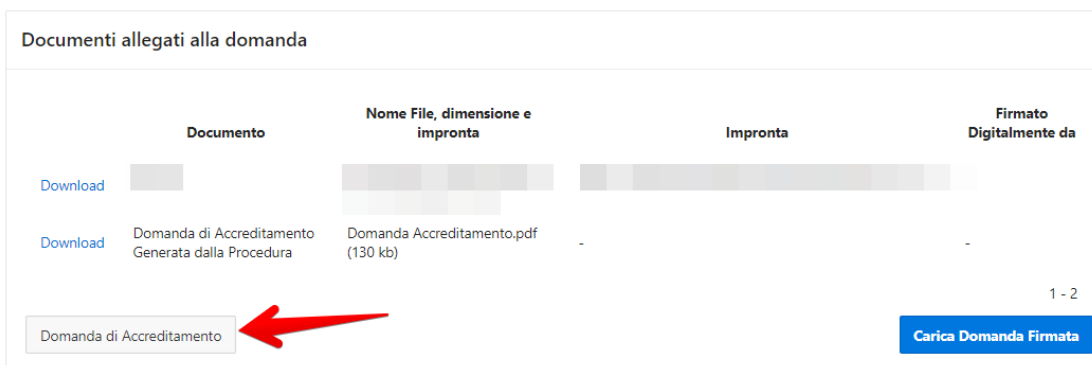 Documenti allegati alla domanda
Nome File, dimensione e
Firmato
Documento
impronta
Impronta
Digitalmente da
Download
Domanda di Accreditamento
Domanda Accreditamento.pdf
Download
Generata dalla Procedura
(130 kb)
-
-
1 - 2
Domanda di Accreditamento
Carica Domanda Firmata